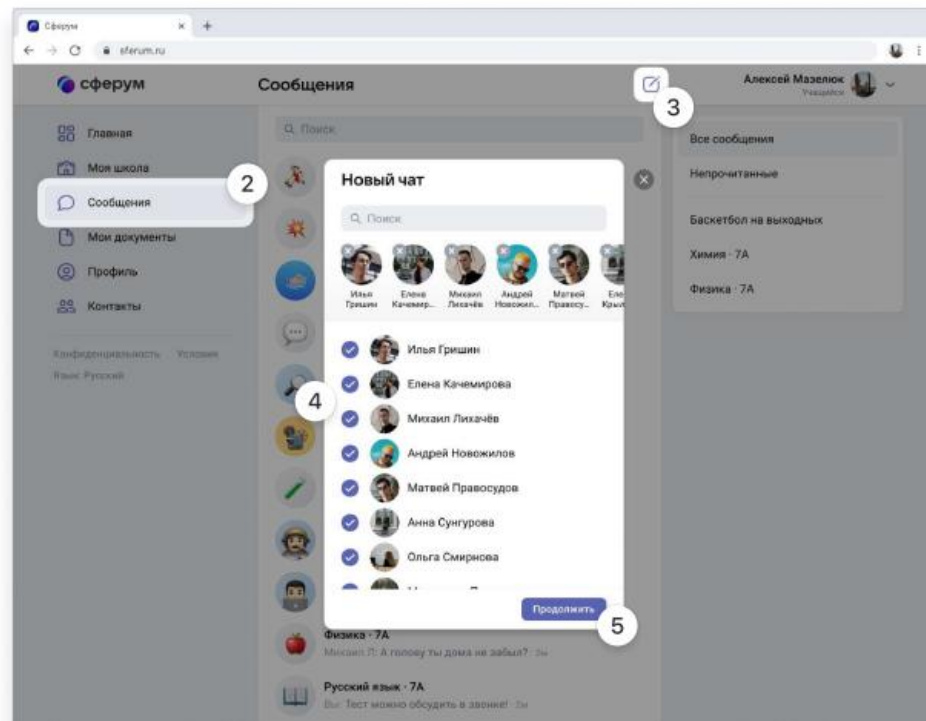 Сферум
sferum.ru
сферум
Сообщения
3
Алексей Мазелюк
Учащийся
Главная
Моя школа
2
Сообщения
Мои документы
Профиль
Контакты
Конфиденциальность Условия
Язык: Русский
Поиск
Новый чат
Поиск
Илья Гришин
Елена Качемир...
Михаил Лихачёв
Андрей Новожил...
Матвей Правосу...
Еле
Крыл
4
Илья Гришин
Елена Качемирова
Михаил Лихачёв
Андрей Новожилов
Матвей Правосудов
Анна Сунгурова
Ольга Смирнова
Продолжить
5
Физика · 7А
Михаил Л: А голову ты дома не забыл? · 2м
Русский язык · 7А
Вы: Тест можно обсудить в звонке!
Все сообщения
Непрочитанные
Баскетбол на выходных
Химия · 7А
Физика · 7А